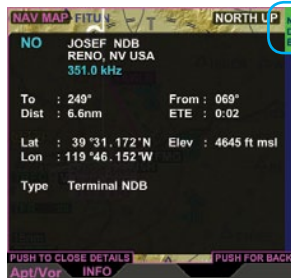 NAV MAP FITUN T NORTH UP
NO JOSEF NDB
RENO, NV USA
351.0 kHz
To : 249° From : 069°
Dist : 6.6nm ETE : 0:02
Lat : 39 °31.172'N Elev : 4645 ft msl
Lon : 119 °46.152'W
Type Terminal NDB
PUSH TO CLOSE DETAILS PUSH FOR BACK
Apt/Vor INFO